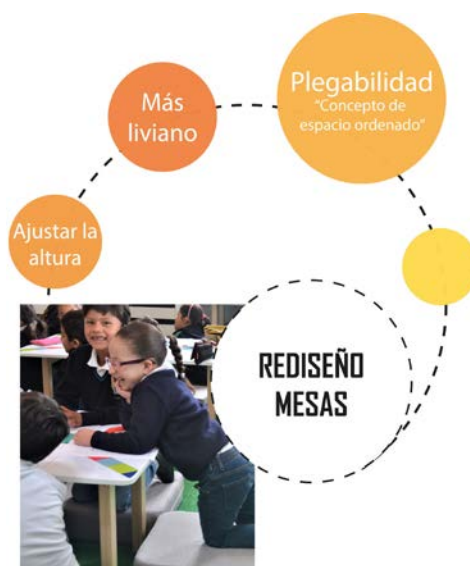 Plegabilidad
"Concepto de
espacio ordenado"
Más
liviano
Ajustar la
altura
REDISEÑO
MESAS